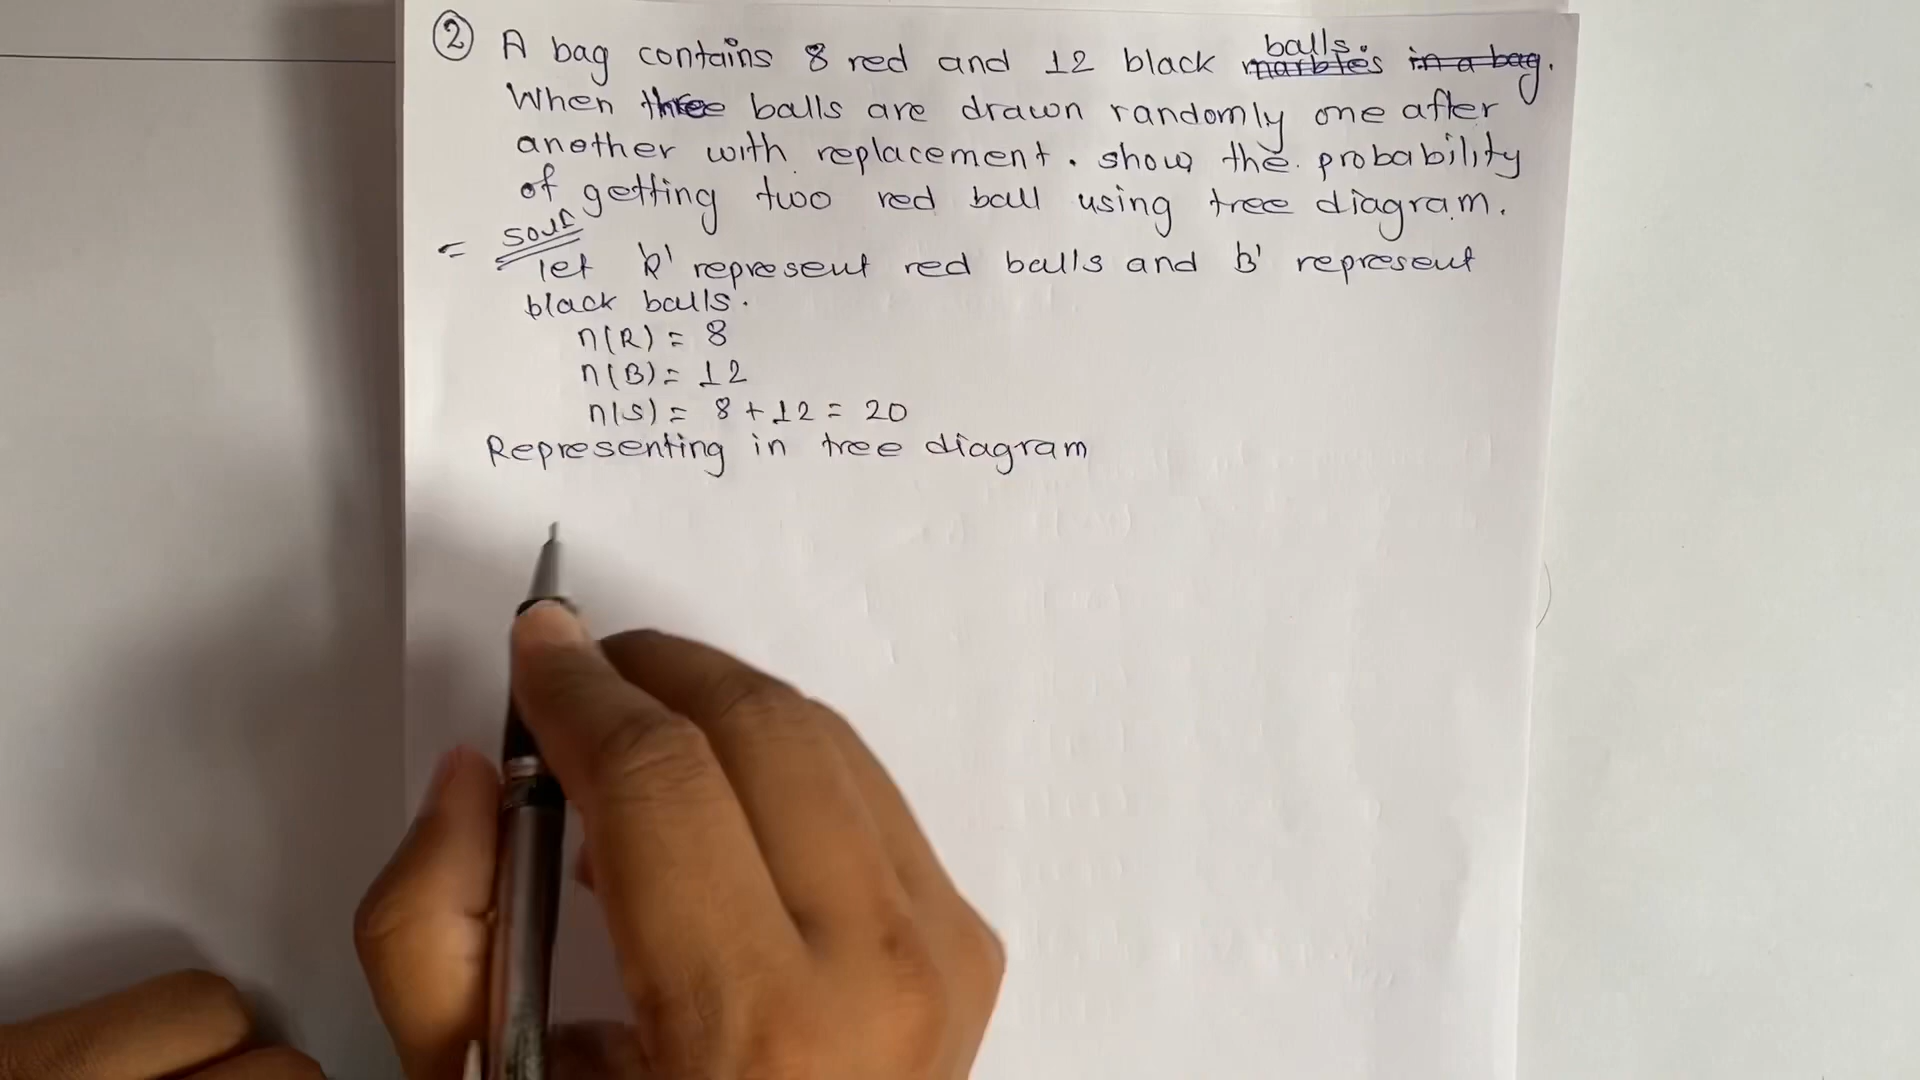 ② A bag contains 8 red and 12 black marbles balls. in a bag.
When three balls are drawn randomly one after
another with replacement. show the probability
of getting two red ball using tree diagram.
= soln
let 'R' represent red balls and 'B' represent
black balls.
n(R) = 8
n(B) = 12
n(S) = 8 + 12 = 20
Representing in tree diagram